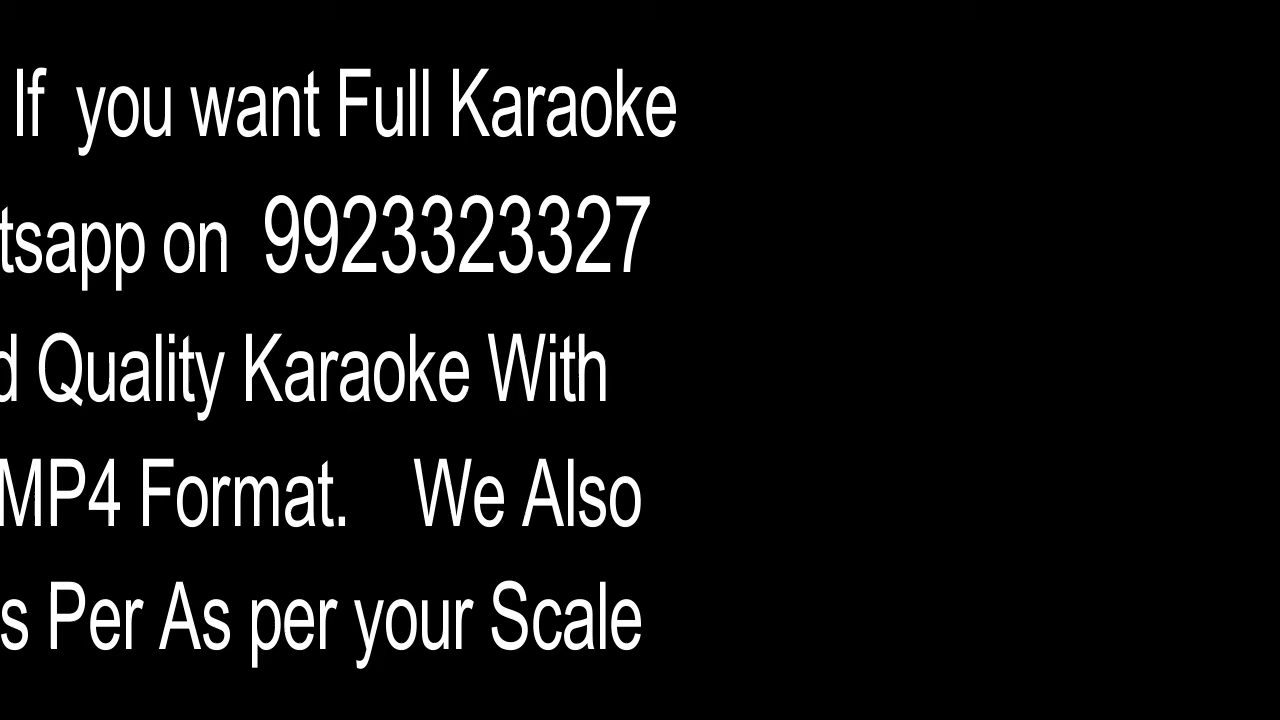 If you want Full Karaoke
tsapp on 9923323327
d Quality Karaoke With
MP4 Format. We Also
s Per As per your Scale